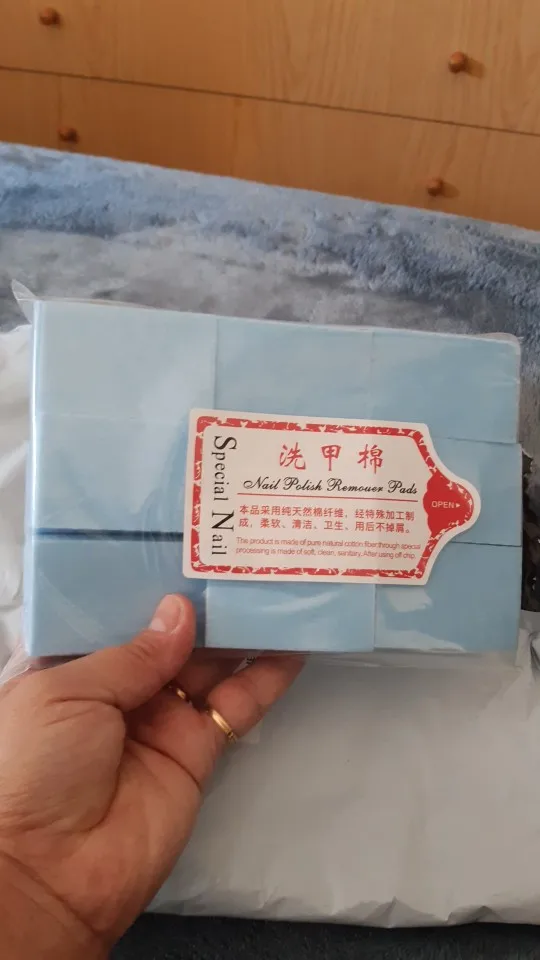 Special Nail
洗甲棉
Nail Polish Remouer Pads
OPEN
本品采用纯天然棉纤维，经特殊加工制
成，柔软、清洁、卫生，用后不掉屑。
This product is made of pure natural cotton fiber through special
processing is made of soft, clean, sanitary. After using off chip.